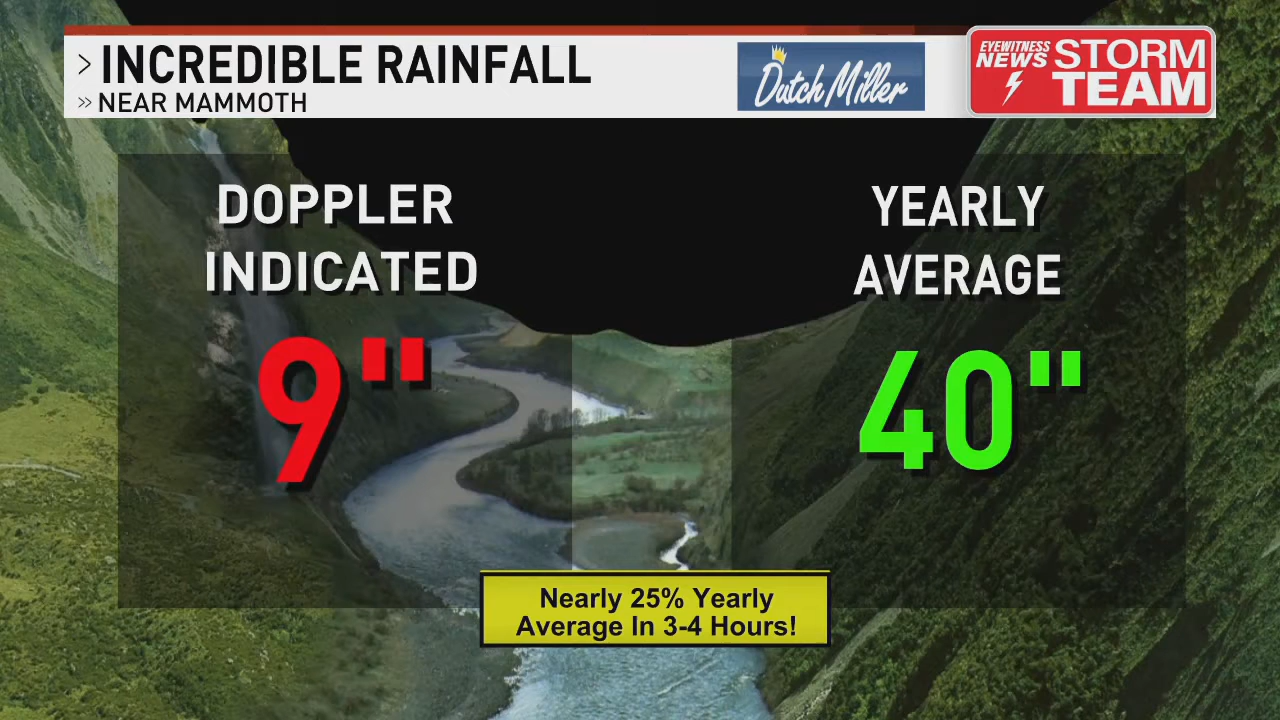 > INCREDIBLE RAINFALL
» NEAR MAMMOTH
Dutch Miller
EYEWITNESS
NEWS
STORM
TEAM
DOPPLER
INDICATED
9"
YEARLY
AVERAGE
40"
Nearly 25% Yearly
Average In 3-4 Hours!